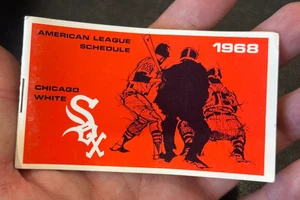 AMERICAN LEAGUE
SCHEDULE
1968
CHICAGO
WHITE
Sox